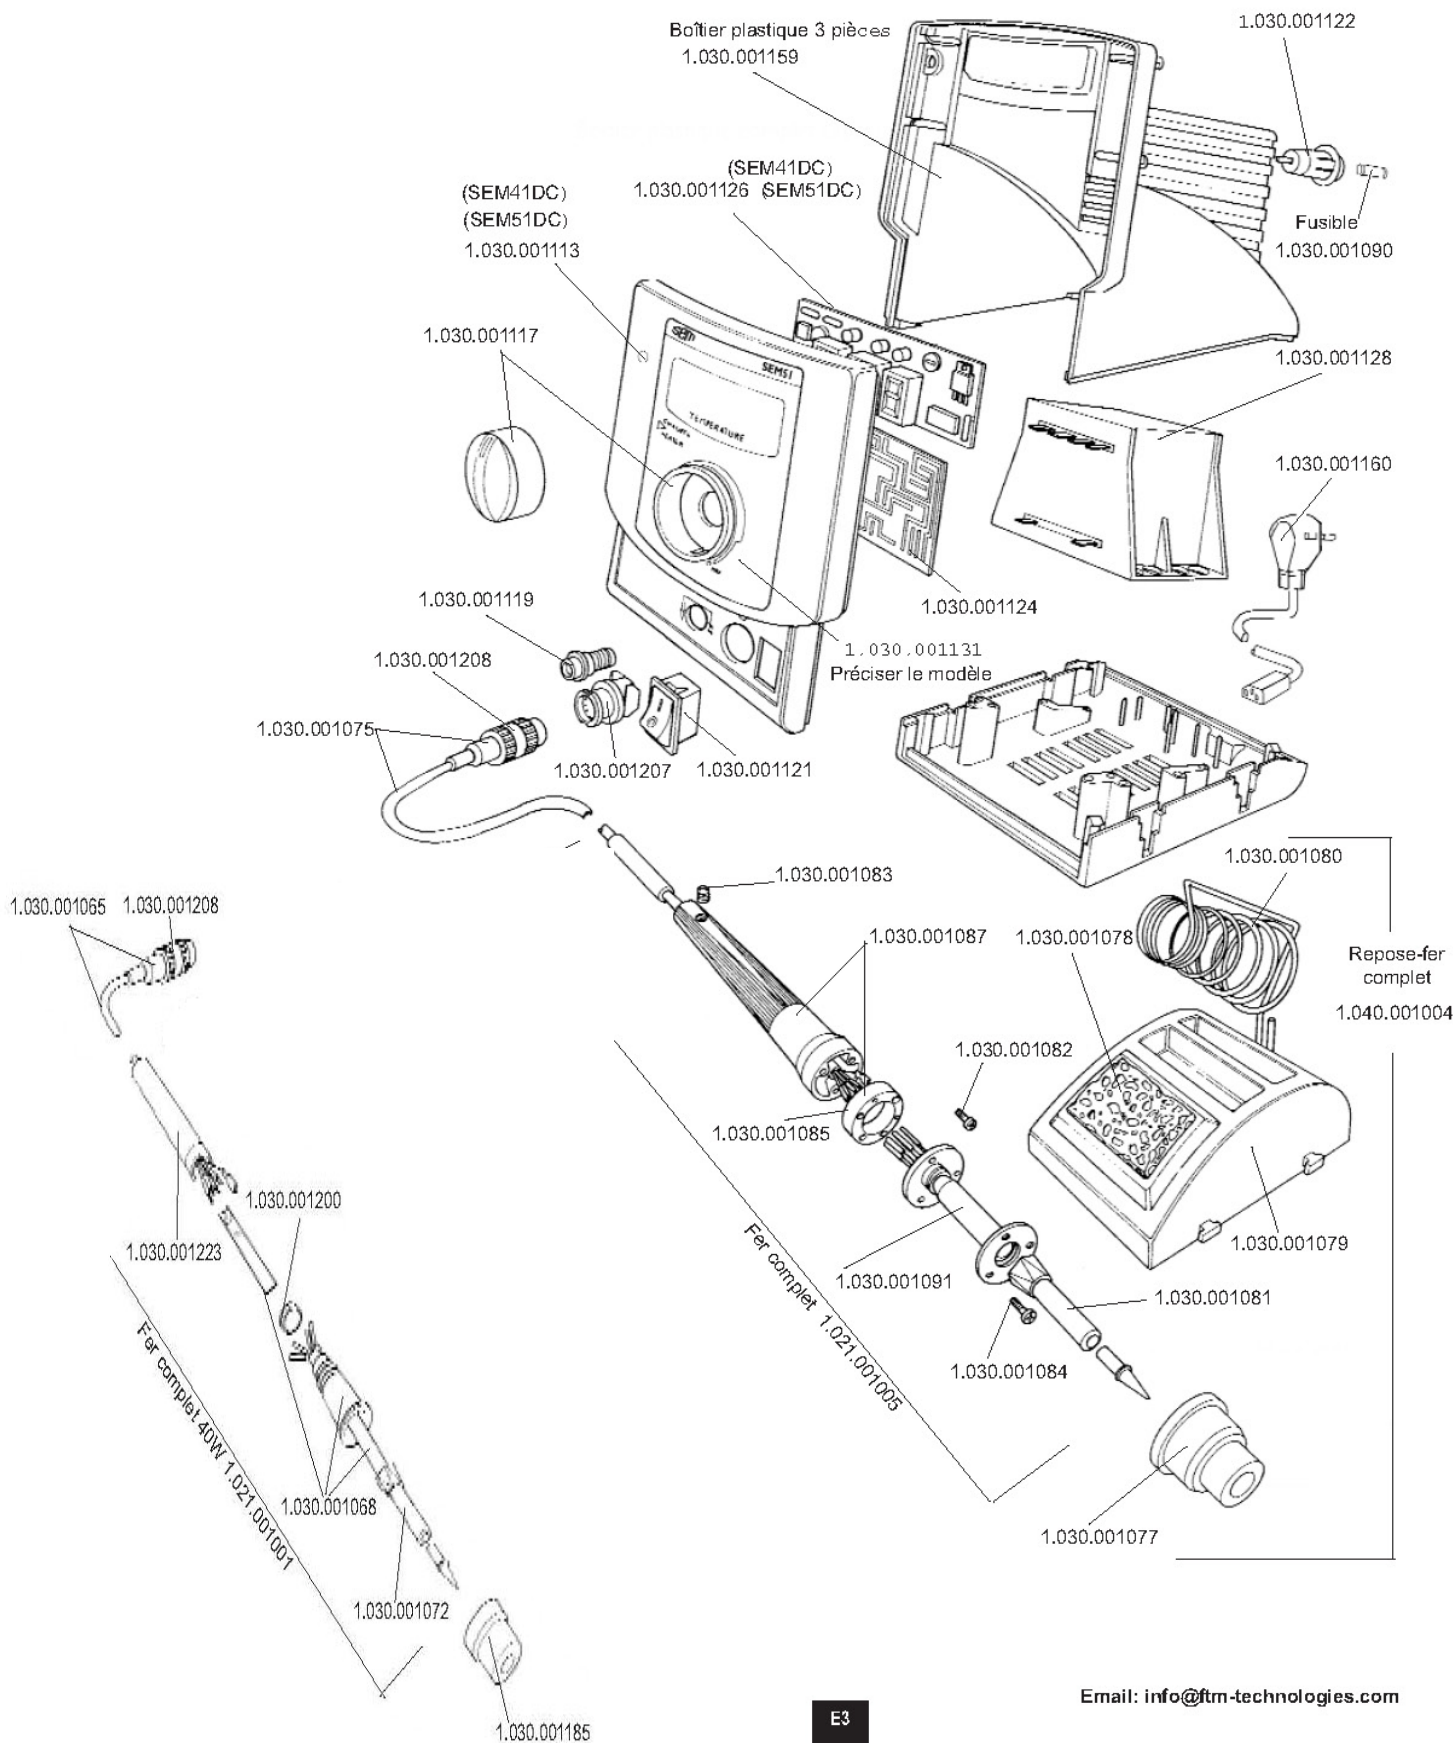 1.030.001122
Boîtier plastique 3 pièces
1.030.001159
(SEM41DC)
1.030.001126 (SEM51DC)
(SEM41DC)
(SEM51DC)
1.030.001113
Fusible
1.030.001090
1.030.001117
SEM
SEM51
TEMPERATURE
1.030.001128
1.030.001160
1.030.001124
1.030.001119
1.030.001131
Préciser le modèle
1.030.001208
1.030.001075
1.030.001207
1.030.001121
1.030.001080
1.030.001083
1.030.001065
1.030.001208
1.030.001087
1.030.001078
Repose-fer
complet
1.040.001004
1.030.001082
1.030.001085
1.030.001200
1.030.001223
1.030.001079
1.030.001091
1.030.001081
Fer complet 1.021.001005
1.030.001084
Fer complet 40W 1.021.001001
1.030.001068
1.030.001077
1.030.001072
1.030.001185
Email: info@ftm-technologies.com
E3